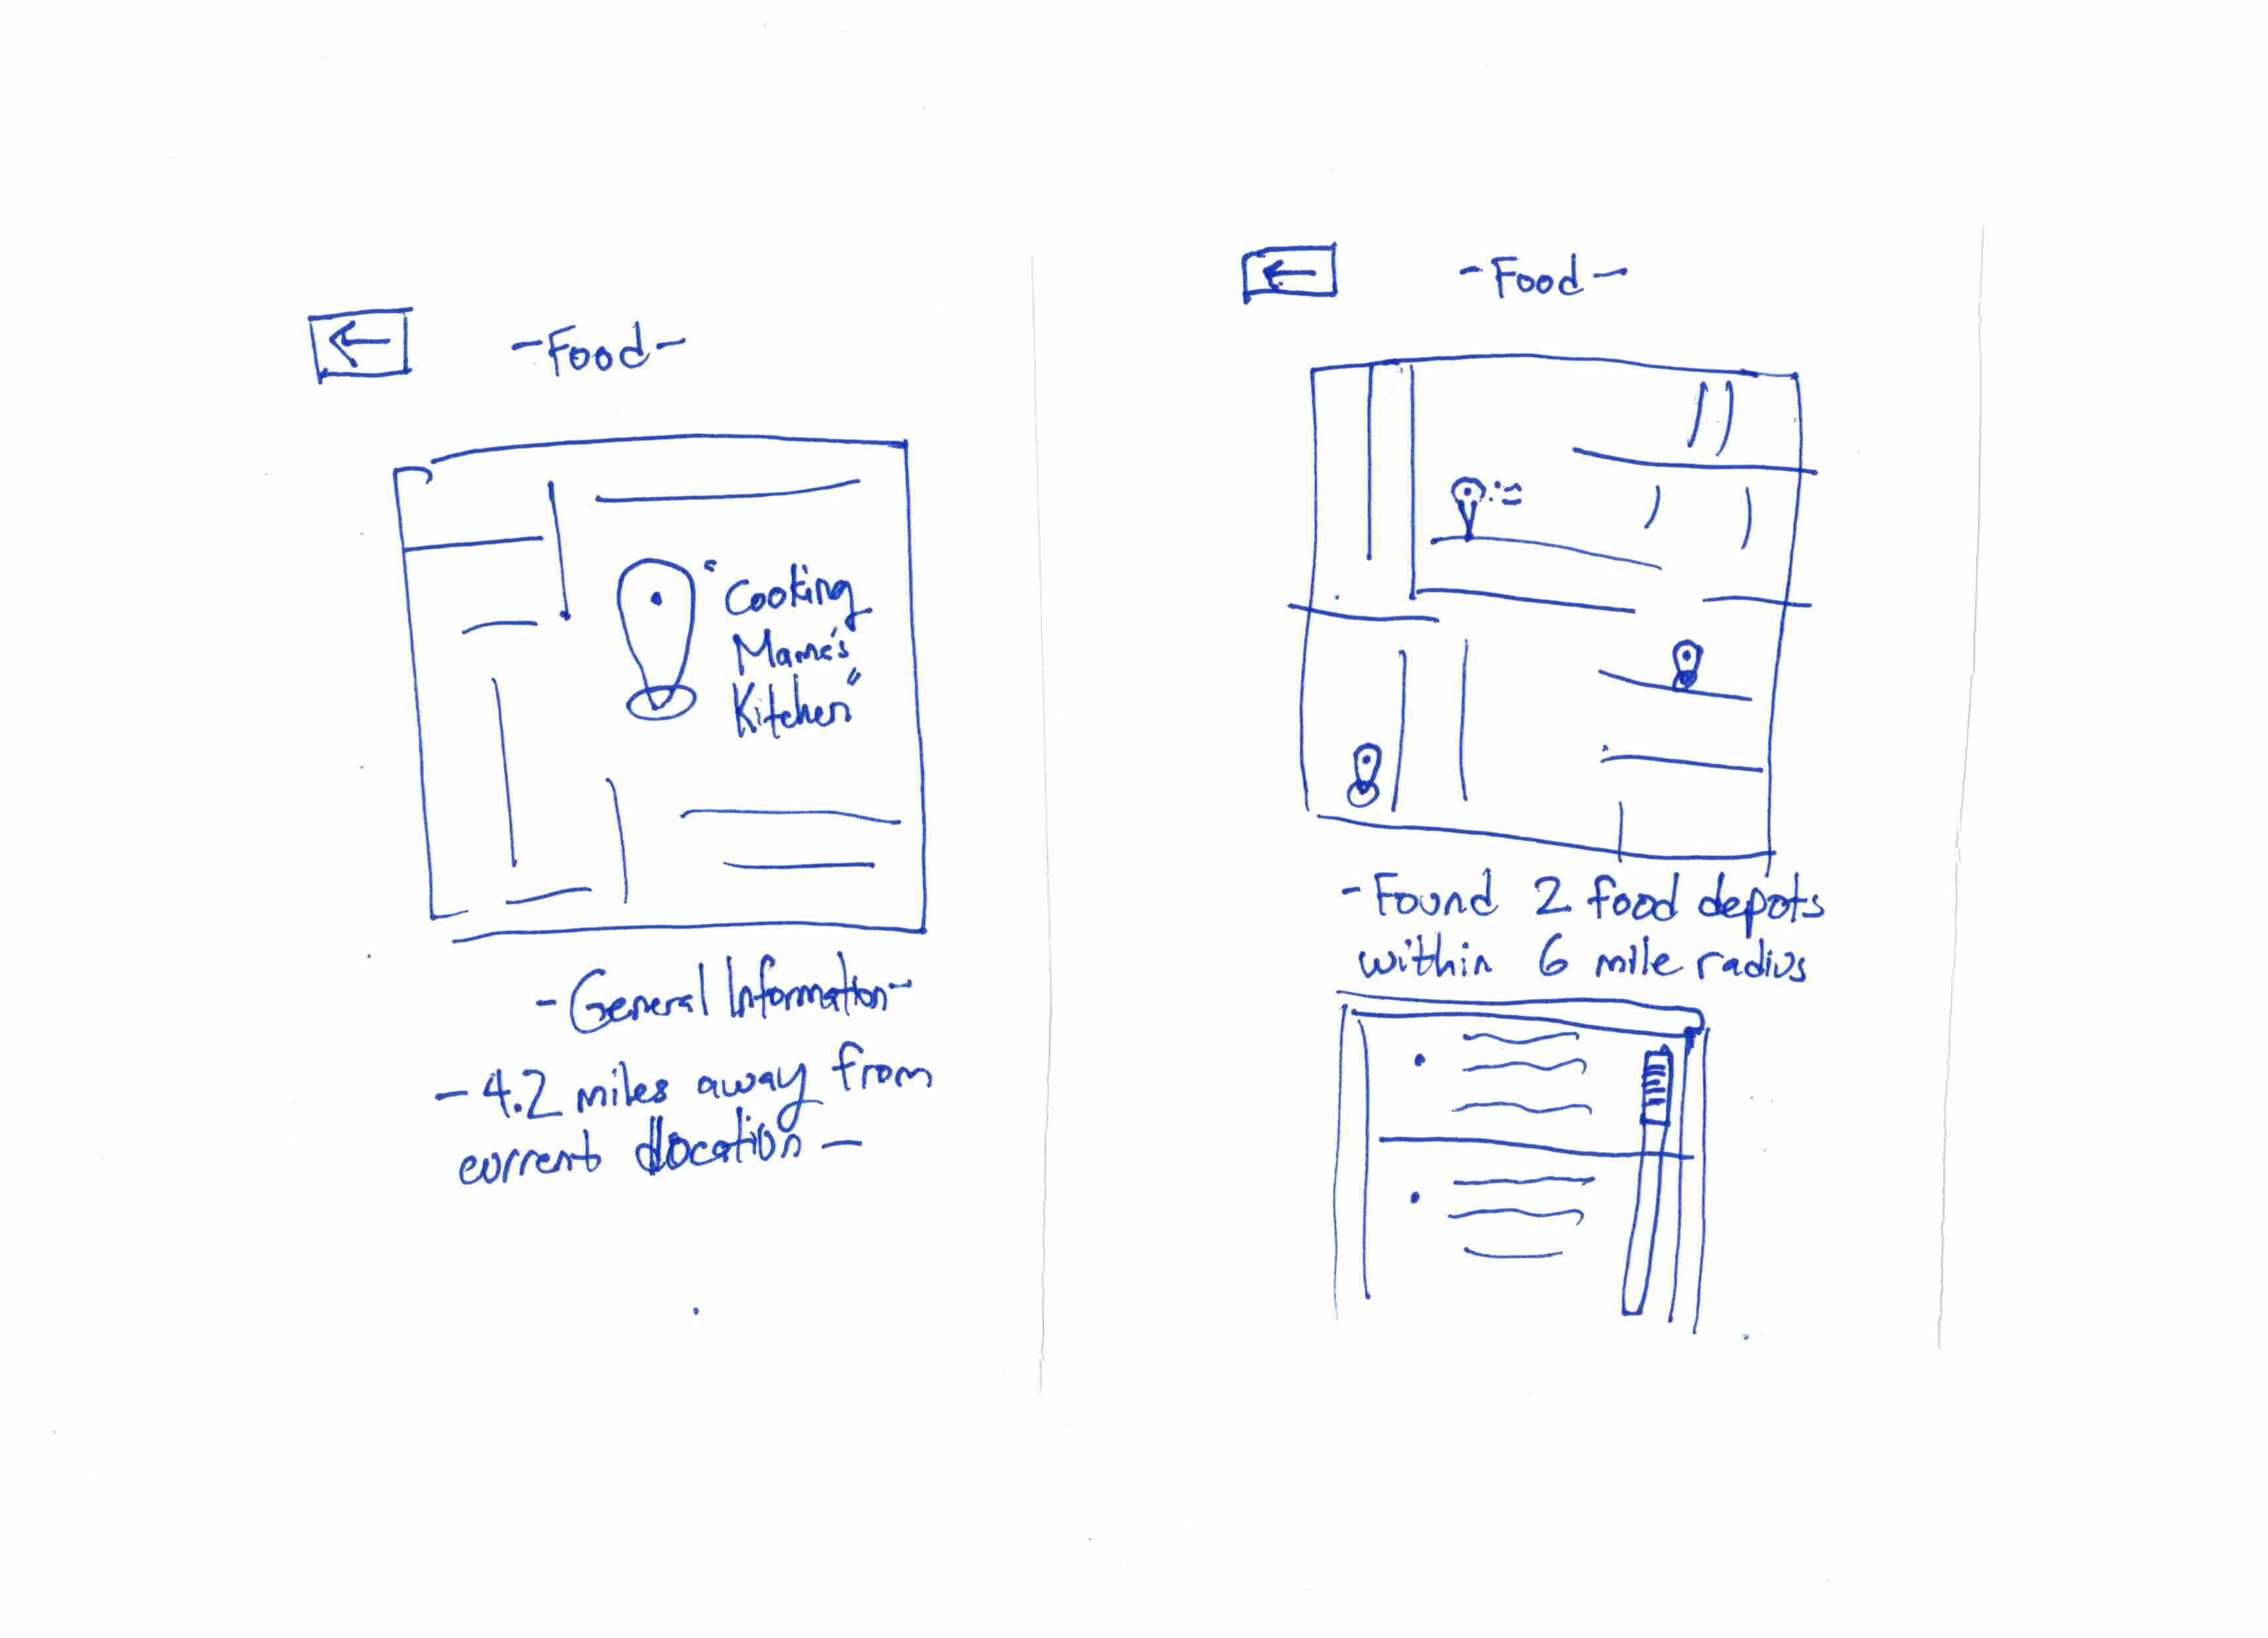 -Food-
"Cooking
Mama's
Kitchen"
-General Information-
-4.2 miles away from
current location-
-Food-
-Found 2 food depots
within 6 mile radius